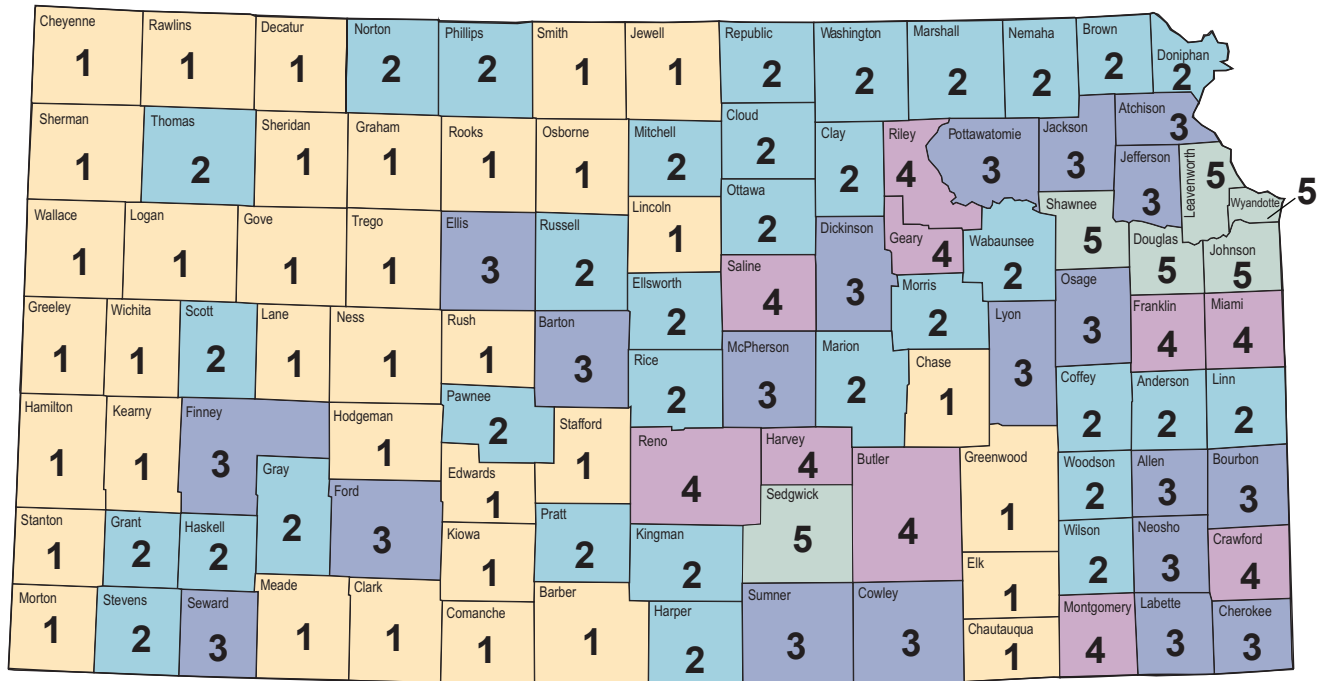 Cheyenne
1
Rawlins
1
Decatur
1
Norton
2
Phillips
2
Smith
1
Jewell
1
Republic
2
Washington
2
Marshall
2
Nemaha
2
Brown
2
Doniphan
2
Sherman
1
Thomas
2
Sheridan
1
Graham
1
Rooks
1
Osborne
1
Mitchell
2
Cloud
2
Clay
2
Riley
4
Pottawatomie
3
Jackson
3
Atchison
3
Jefferson
3
Leavenworth
5
Wyandotte
5
Wallace
1
Logan
1
Gove
1
Trego
1
Ellis
3
Russell
2
Lincoln
1
Ottawa
2
Dickinson
3
Geary
4
Wabaunsee
2
Shawnee
5
Douglas
5
Johnson
5
Saline
4
Ellsworth
2
Morris
2
Lyon
3
Osage
3
Franklin
4
Miami
4
Greeley
1
Wichita
1
Scott
2
Lane
1
Ness
1
Rush
1
Barton
3
Rice
2
McPherson
3
Marion
2
Chase
1
Coffey
2
Anderson
2
Linn
2
Hamilton
1
Kearny
1
Finney
3
Hodgeman
1
Pawnee
2
Stafford
1
Reno
4
Harvey
4
Butler
4
Greenwood
1
Woodson
2
Allen
3
Bourbon
3
Gray
2
Ford
3
Edwards
1
Sedgwick
5
Stanton
1
Grant
2
Haskell
2
Kiowa
1
Pratt
2
Kingman
2
Elk
1
Wilson
2
Neosho
3
Crawford
4
Morton
1
Stevens
2
Seward
3
Meade
1
Clark
1
Comanche
1
Barber
1
Harper
2
Sumner
3
Cowley
3
Chautauqua
1
Montgomery
4
Labette
3
Cherokee
3